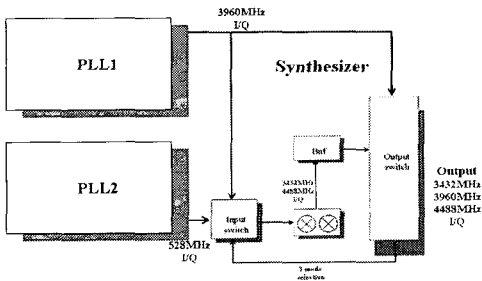 3960MHz
I/Q
PLL1
Synthesizer
Buf
Output
switch
PLL2
3432MHz
4488MHz
I/Q
Output
3432MHz
3960MHz
4488MHz
I/Q
Input
switch
528MHz
I/Q
3 mode
selection